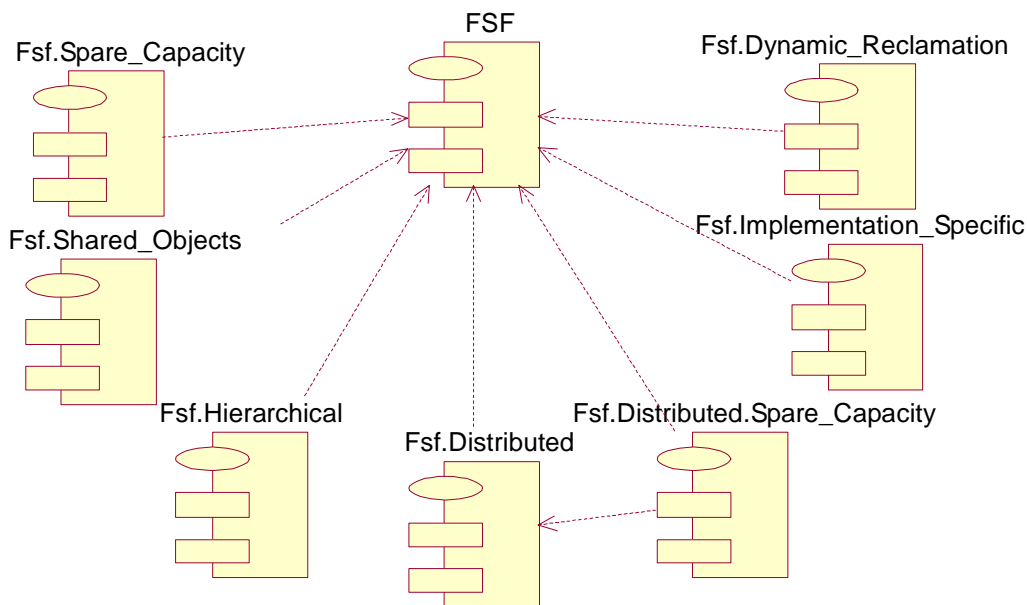 FSF
Fsf.Spare_Capacity
Fsf.Dynamic_Reclamation
Fsf.Shared_Objects
Fsf.Implementation_Specific
Fsf.Hierarchical
Fsf.Distributed.Spare_Capacity
Fsf.Distributed